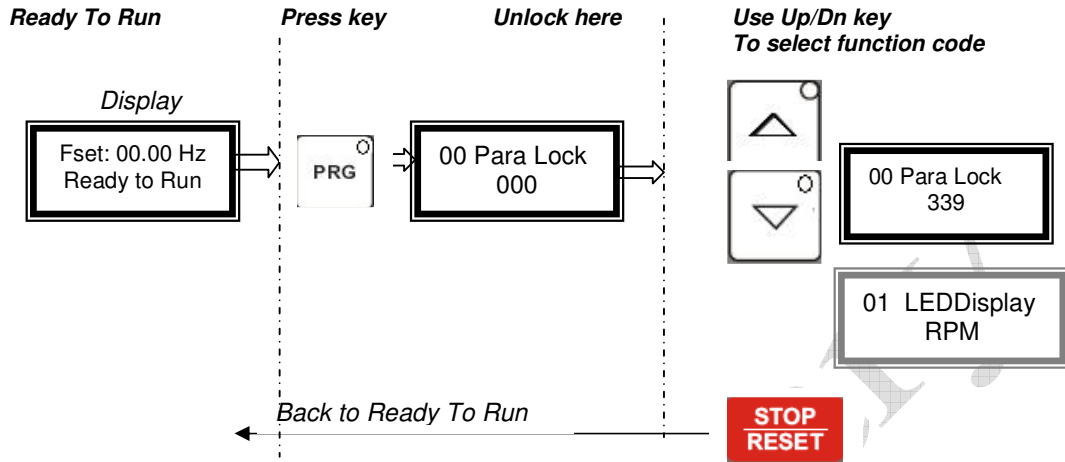 Ready To Run
Press key
Unlock here
Use Up/Dn key
To select function code
Display
Fset: 00.00 Hz
Ready to Run
PRG
00 Para Lock
000
00 Para Lock
339
01 LEDDisplay
RPM
Back to Ready To Run
STOP
RESET